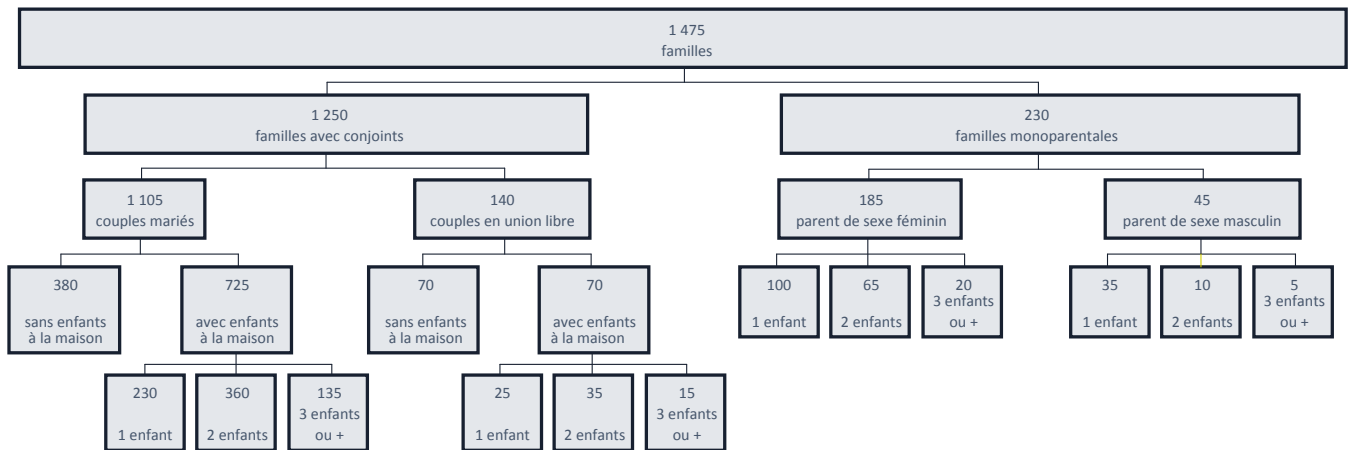 1 475
familles
1 250
familles avec conjoints
230
familles monoparentales
1 105
couples mariés
140
couples en union libre
185
parent de sexe féminin
45
parent de sexe masculin
380
sans enfants
à la maison
725
avec enfants
à la maison
70
sans enfants
à la maison
70
avec enfants
à la maison
100
1 enfant
65
2 enfants
20
3 enfants
ou +
35
1 enfant
10
2 enfants
5
3 enfants
ou +
230
1 enfant
360
2 enfants
135
3 enfants
ou +
25
1 enfant
35
2 enfants
15
3 enfants
ou +